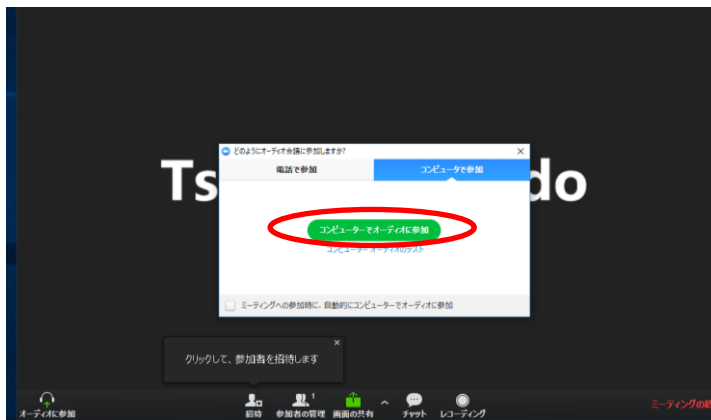 どのようにオーディオ会議に参加しますか?
電話で参加
コンピュータで参加
Ts
do
コンピューターでオーディオに参加
コンピューター オーディオのテスト
ミーティングへの参加時に、自動的にコンピューターでオーディオに参加
クリックして、参加者を招待します
1
オーディオに参加
招待
参加者の管理
画面の共有
チャット
レコーディング
ミーティングの